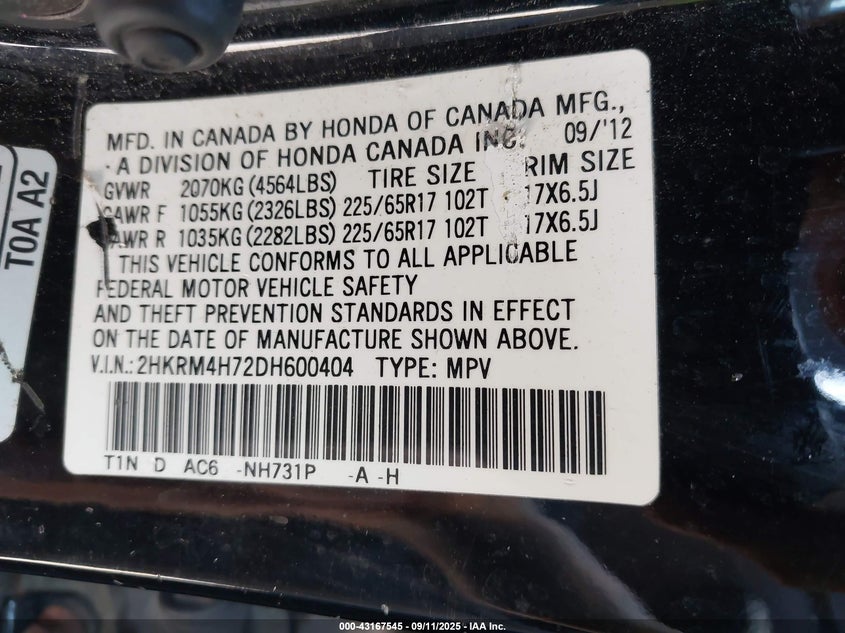 MFD. IN CANADA BY HONDA OF CANADA MFG.,
A DIVISION OF HONDA CANADA INC. 09/'12
GVWR 2070KG (4564LBS) TIRE SIZE RIM SIZE
GAWR F 1055KG (2326LBS) 225/65R17 102T 17X6.5J
GAWR R 1035KG (2282LBS) 225/65R17 102T 17X6.5J
THIS VEHICLE CONFORMS TO ALL APPLICABLE
FEDERAL MOTOR VEHICLE SAFETY
AND THEFT PREVENTION STANDARDS IN EFFECT
ON THE DATE OF MANUFACTURE SHOWN ABOVE.
V.I.N.:2HKRM4H72DH600404 TYPE: MPV
T1N D AC6 -NH731P -A -H
T0A A2
000-43167545 - 09/11/2025 - IAA Inc.